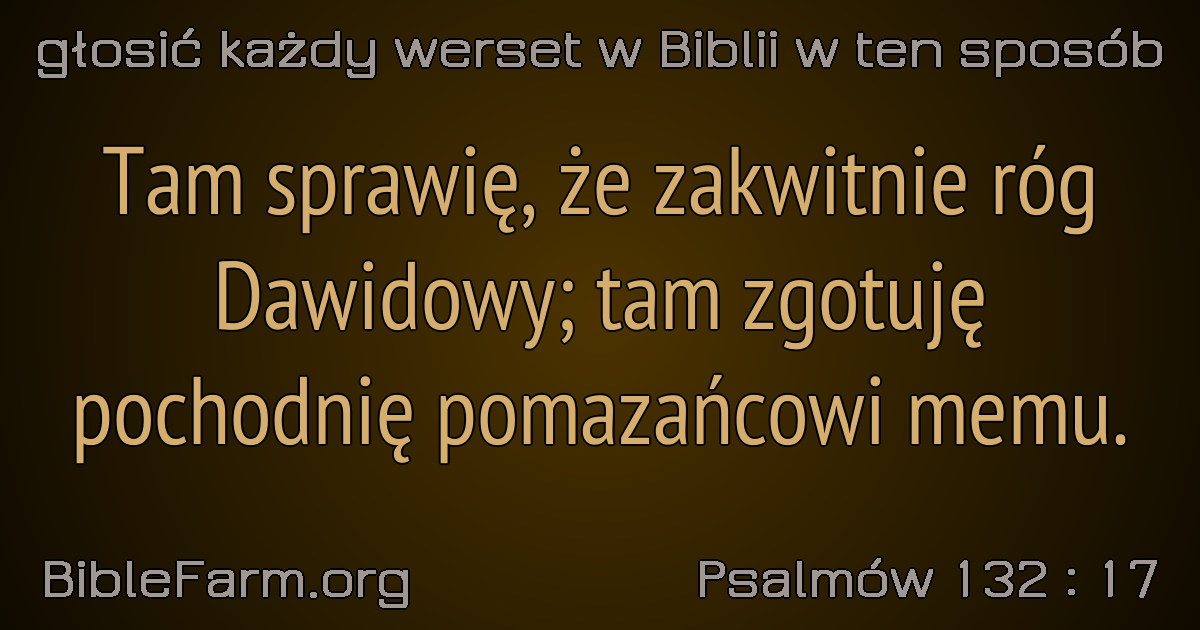 głosić każdy werset w Biblii w ten sposób
Tam sprawię, że zakwitnie róg
Dawidowy; tam zgotuję
pochodnię pomazańcowi memu.
BibleFarm.org
Psalmów 132 : 17